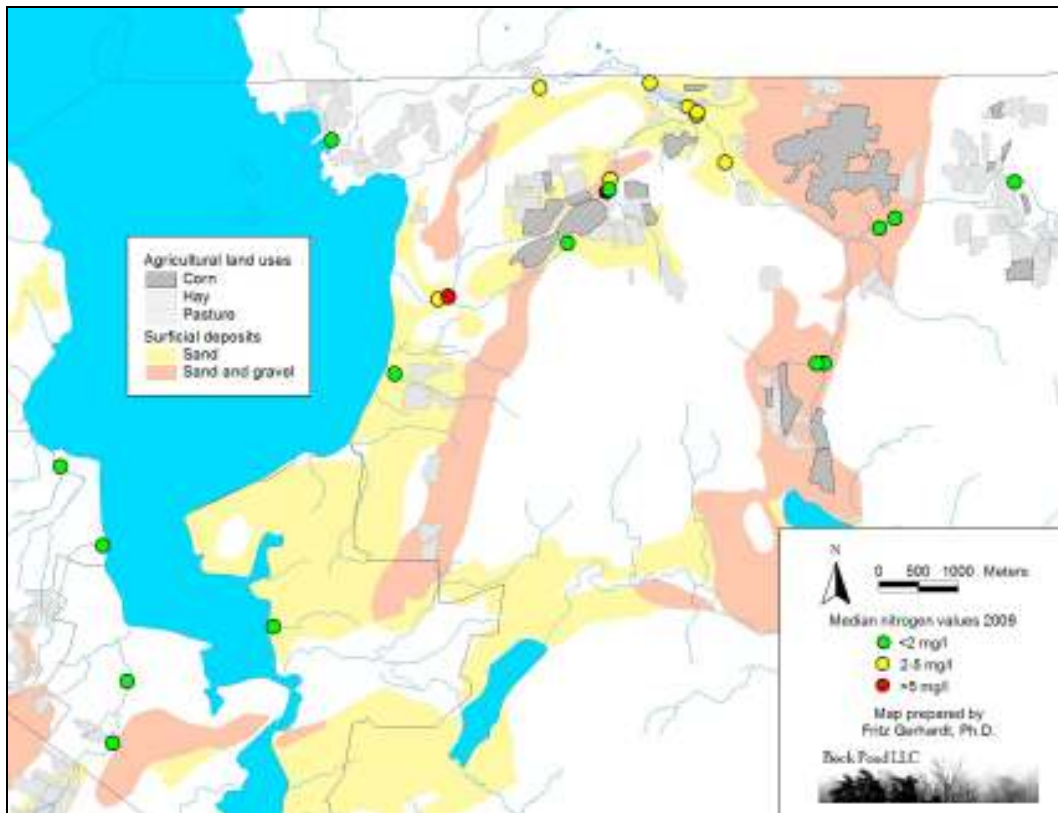 Agricultural land uses
Corn
Hay
Pasture
Surficial deposits
Sand
Sand and gravel
N
0 500 1000 Meters
Median nitrogen values 2009
<2 mg/l
2-5 mg/l
>5 mg/l
Map prepared by
Fritz Gerhardt, Ph.D.
Beck Pond LLC